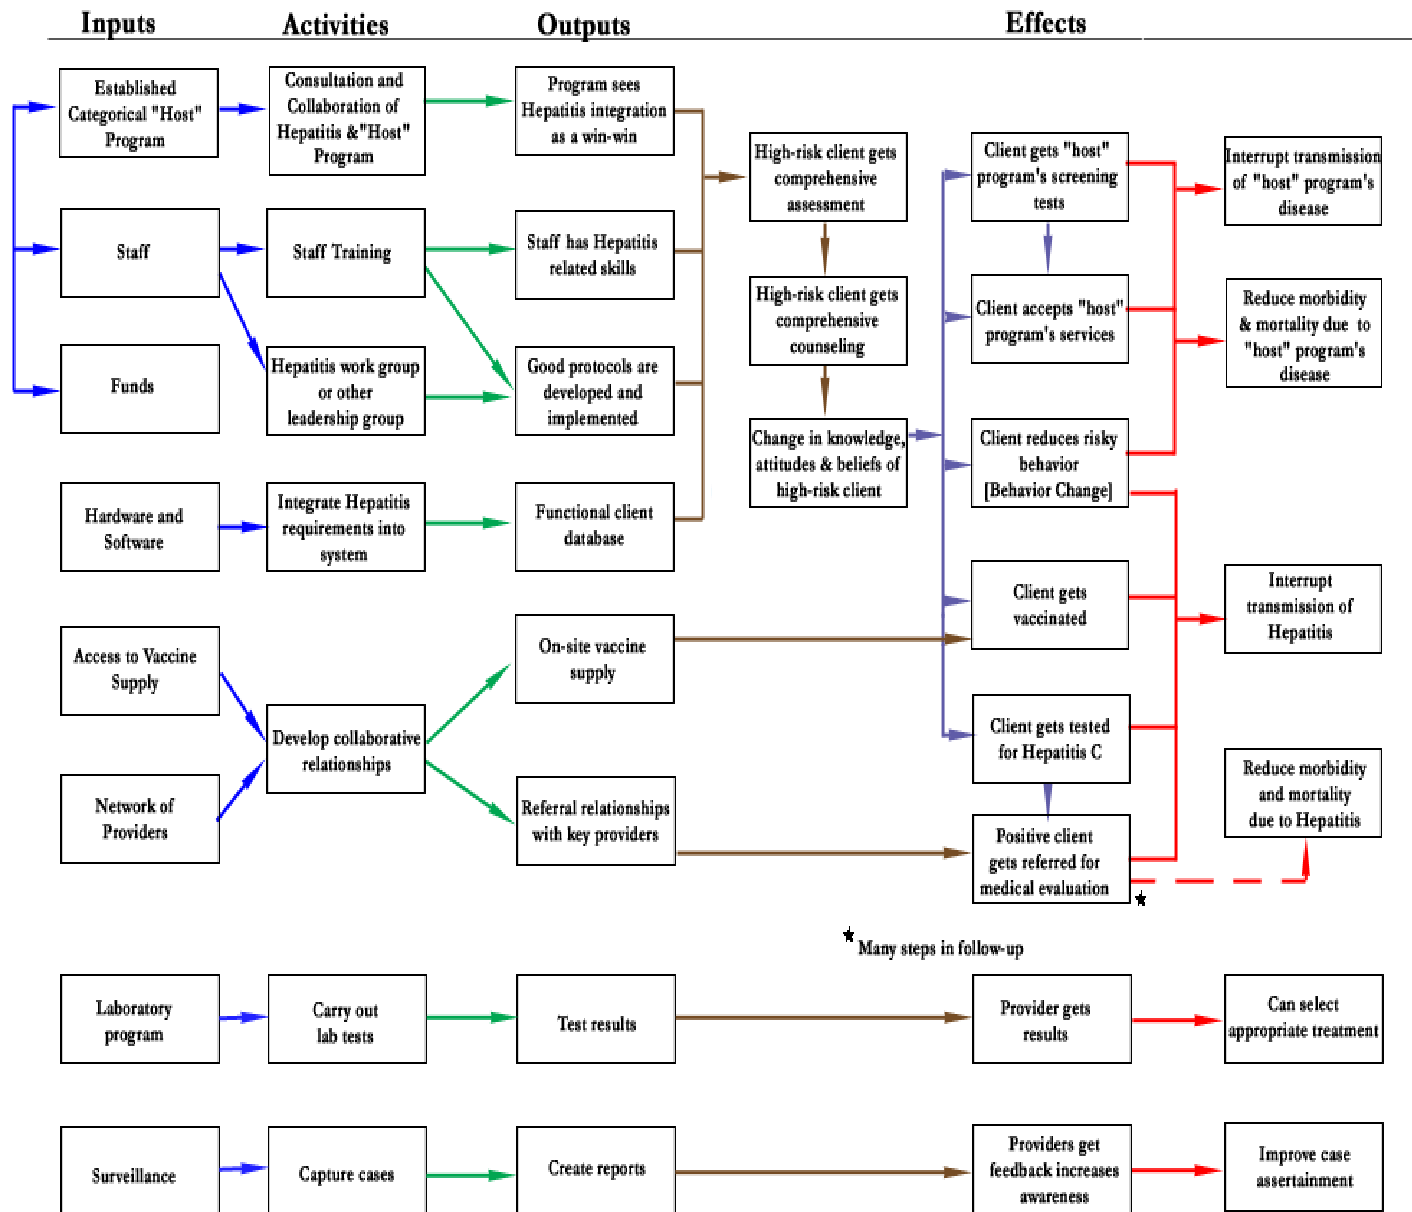 Inputs
Activities
Outputs
Effects
Established
Categorical "Host"
Program
Consultation and
Collaboration of
Hepatitis &"Host"
Program
Program sees
Hepatitis integration
as a win-win
High-risk client gets
comprehensive
assessment
Client gets "host"
program's screening
tests
Interrupt transmission
of "host" program's
disease
Staff
Staff Training
Staff has Hepatitis
related skills
High-risk client gets
comprehensive
counseling
Client accepts "host"
program's services
Reduce morbidity
& mortality due to
"host" program's
disease
Funds
Hepatitis work group
or other
leadership group
Good protocols are
developed and
implemented
Change in knowledge,
attitudes & beliefs of
high-risk client
Client reduces risky
behavior
[Behavior Change]
Hardware and
Software
Integrate Hepatitis
requirements into
system
Functional client
database
Client gets
vaccinated
Interrupt
transmission of
Hepatitis
Access to Vaccine
Supply
On-site vaccine
supply
Develop collaborative
relationships
Client gets tested
for Hepatitis C
Network of
Providers
Referral relationships
with key providers
Positive client
gets referred for
medical evaluation
Reduce morbidity
and mortality
due to Hepatitis
Many steps in follow-up
Laboratory
program
Carry out
lab tests
Test results
Provider gets
results
Can select
appropriate treatment
Surveillance
Capture cases
Create reports
Providers get
feedback increases
awareness
Improve case
assertainment